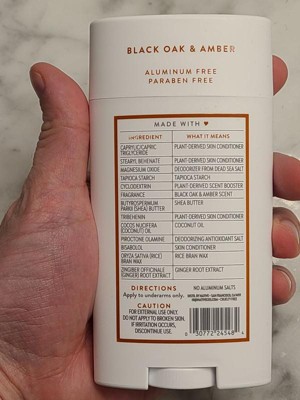 BLACK OAK & AMBER
ALUMINUM FREE
PARABEN FREE
MADE WITH ♥
INGREDIENT WHAT IT MEANS
CAPRYLIC/CAPRIC TRIGLYCERIDE PLANT-DERIVED SKIN CONDITIONER
STEARYL BEHENATE PLANT-DERIVED SKIN CONDITIONER
MAGNESIUM OXIDE DEODORIZER FROM DEAD SEA SALT
TAPIOCA STARCH TAPIOCA STARCH
CYCLODEXTRIN PLANT-DERIVED SCENT BOOSTER
FRAGRANCE BLACK OAK & AMBER SCENT
BUTYROSPERMUM PARKII (SHEA) BUTTER SHEA BUTTER
TRIBEHENIN PLANT-DERIVED SKIN CONDITIONER
COCOS NUCIFERA (COCONUT) OIL COCONUT OIL
PIROCTONE OLAMINE DEODORIZING ANTIOXIDANT SALT
BISABOLOL SKIN CONDITIONER
ORYZA SATIVA (RICE) BRAN WAX RICE BRAN WAX
ZINGIBER OFFICINALE (GINGER) ROOT EXTRACT GINGER ROOT EXTRACT
DIRECTIONS
Apply to underarms only.
CAUTION
FOR EXTERNAL USE ONLY.
DO NOT APPLY TO BROKEN SKIN.
IF IRRITATION OCCURS,
DISCONTINUE USE.
NO ALUMINUM SALTS
0 30772 24548 4